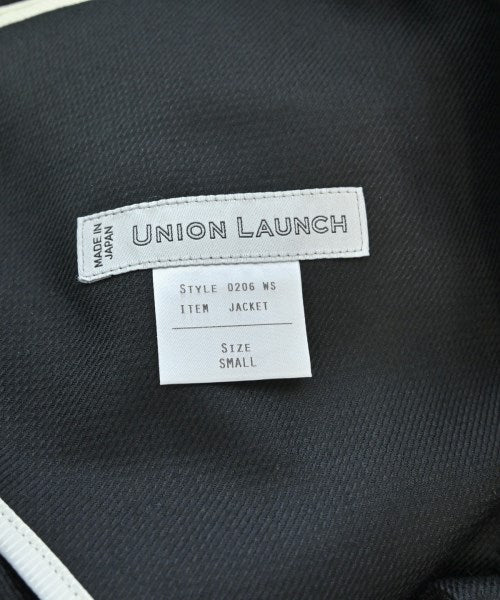 MADE IN
JAPAN
UNION LAUNCH
STYLE 0206 WS
ITEM JACKET
SIZE
SMALL